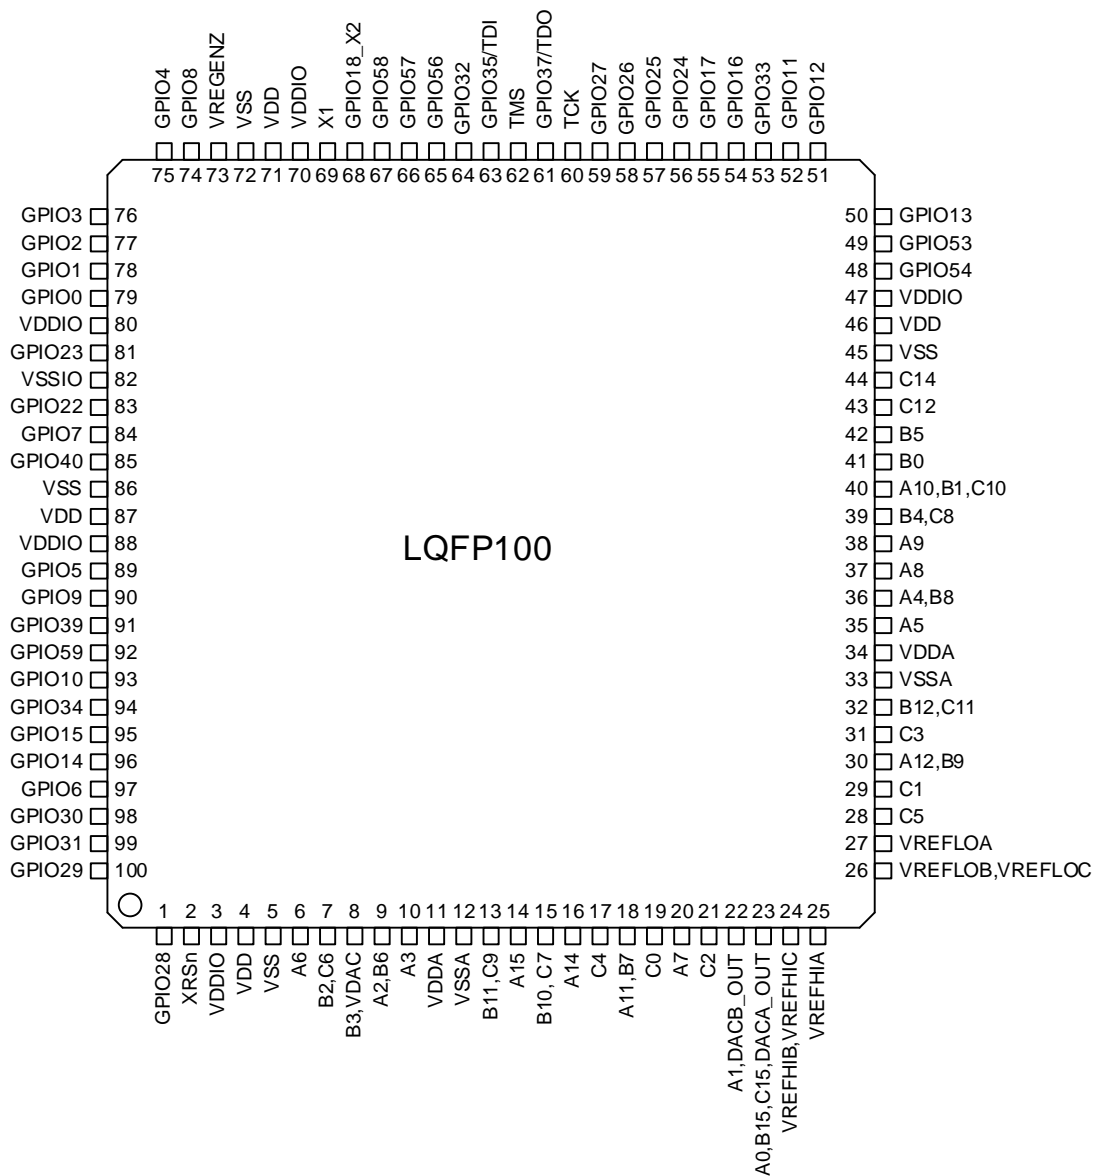 GPIO4
GPIO8
VREGENZ
VSS
VDD
VDDIO
X1
GPIO18_X2
GPIO58
GPIO57
GPIO56
GPIO32
GPIO35/TDI
TMS
GPIO37/TDO
TCK
GPIO27
GPIO26
GPIO25
GPIO24
GPIO17
GPIO16
GPIO33
GPIO11
GPIO12
75 74 73 72 71 70 69 68 67 66 65 64 63 62 61 60 59 58 57 56 55 54 53 52 51
GPIO3 76
GPIO2 77
GPIO1 78
GPIO0 79
VDDIO 80
GPIO23 81
VSSIO 82
GPIO22 83
GPIO7 84
GPIO40 85
VSS 86
VDD 87
VDDIO 88
GPIO5 89
GPIO9 90
GPIO39 91
GPIO59 92
GPIO10 93
GPIO34 94
GPIO15 95
GPIO14 96
GPIO6 97
GPIO30 98
GPIO31 99
GPIO29 100
LQFP100
50 GPIO13
49 GPIO53
48 GPIO54
47 VDDIO
46 VDD
45 VSS
44 C14
43 C12
42 B5
41 B0
40 A10,B1,C10
39 B4,C8
38 A9
37 A8
36 A4,B8
35 A5
34 VDDA
33 VSSA
32 B12,C11
31 C3
30 A12,B9
29 C1
28 C5
27 VREFLOA
26 VREFLOB,VREFLOC
1 2 3 4 5 6 7 8 9 10 11 12 13 14 15 16 17 18 19 20 21 22 23 24 25
GPIO28
XRSn
VDDIO
VDD
VSS
A6
B2,C6
B3,VDAC
A2,B6
A3
VDDA
VSSA
B11,C9
A15
B10, C7
A14
C4
A11,B7
C0
A7
C2
A1,DACB_OUT
A0,B15,C15,DACA_OUT
VREFHIB,VREFHIC
VREFHIA